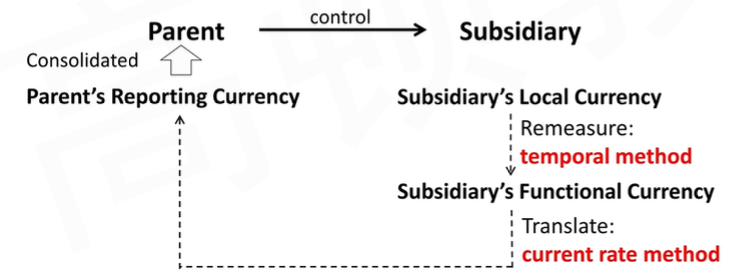 Parent
control
Subsidiary
Consolidated
Parent's Reporting Currency
Subsidiary's Local Currency
Remeasure:
temporal method
Subsidiary's Functional Currency
Translate:
current rate method